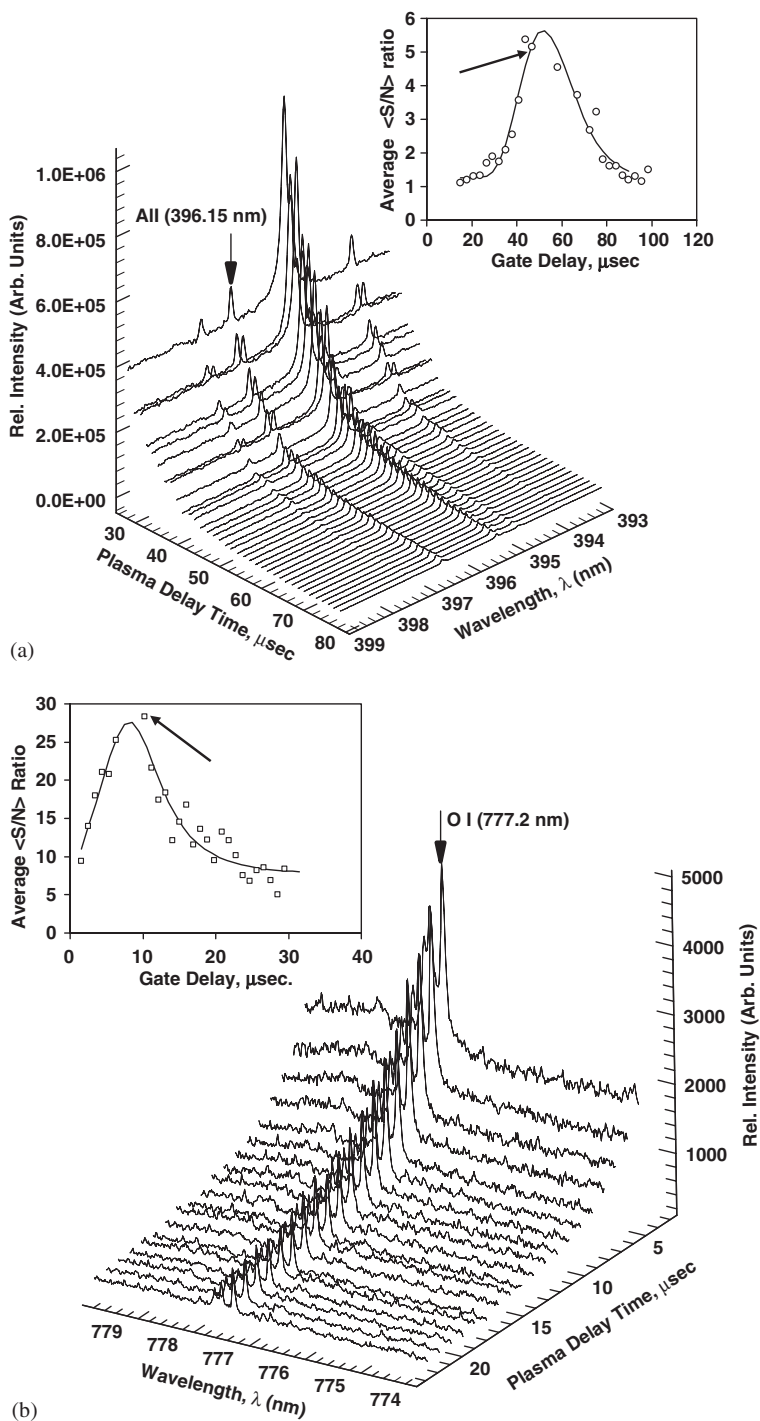 6
5
4
3
2
1
0
Average <S/N> ratio
0 20 40 60 80 100 120
Gate Delay, μsec
1.0E+06
8.0E+05
6.0E+05
4.0E+05
2.0E+05
0.0E+00
Rel. Intensity (Arb. Units)
All (396.15 nm)
30
40
50
60
70
80
Plasma Delay Time, μsec
399
398
397
396
395
394
393
Wavelength, λ (nm)
(a)
30
25
20
15
10
5
0
Average <S/N> Ratio
0 10 20 30 40
Gate Delay, μsec.
O I (777.2 nm)
5000
4000
3000
2000
1000
Rel. Intensity (Arb. Units)
5
10
15
20
Plasma Delay Time, μsec
779
778
777
776
775
774
Wavelength, λ (nm)
(b)